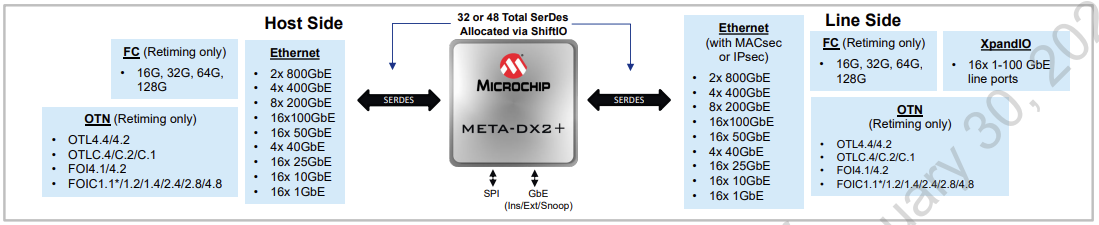 Host Side
FC (Retiming only)
• 16G, 32G, 64G,
128G
OTN (Retiming only)
• OTL4.4/4.2
• OTLC.4/C.2/C.1
• FOI4.1/4.2
• FOIC1.1*/1.2/1.4/2.4/2.8/4.8
Ethernet
• 2x 800GbE
• 4x 400GbE
• 8x 200GbE
• 16x100GbE
• 16x 50GbE
• 4x 40GbE
• 16x 25GbE
• 16x 10GbE
• 16x 1GbE
32 or 48 Total SerDes
Allocated via ShiftIO
SERDES
MICROCHIP
META-DX2+
SERDES
SPI
GbE
(Ins/Ext/Snoop)
Line Side
Ethernet
(with MACsec
or IPsec)
• 2x 800GbE
• 4x 400GbE
• 8x 200GbE
• 16x100GbE
• 16x 50GbE
• 4x 40GbE
• 16x 25GbE
• 16x 10GbE
• 16x 1GbE
FC (Retiming only)
• 16G, 32G, 64G,
128G
XpandIO
• 16x 1-100 GbE
line ports
OTN
(Retiming only)
• OTL4.4/4.2
• OTLC.4/C.2/C.1
• FOI4.1/4.2
• FOIC1.1*/1.2/1.4/2.4/2.8/4.8
uary 30, 202